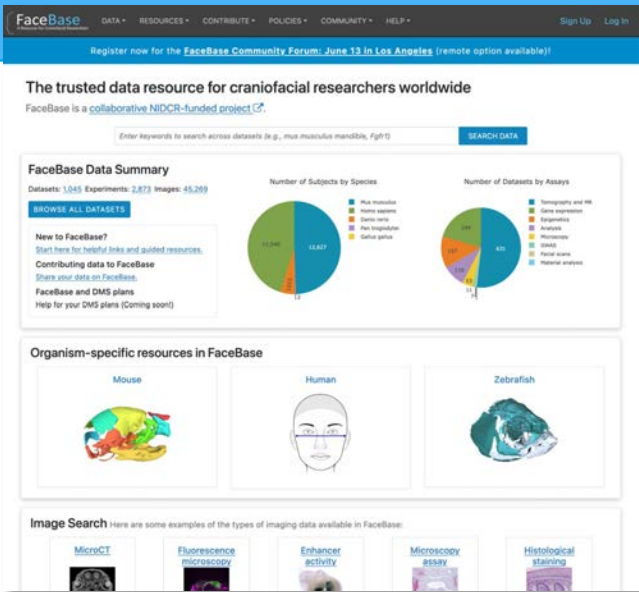 FaceBase
A Resource for Craniofacial Researchers
DATA RESOURCES CONTRIBUTE POLICIES COMMUNITY HELP Sign Up Log In
Register now for the FaceBase Community Forum: June 13 in Los Angeles (remote option available)!
The trusted data resource for craniofacial researchers worldwide
FaceBase is a collaborative NIDCR-funded project.
Enter keywords to search across datasets (e.g., mus musculus mandible, Fgfr1) SEARCH DATA
FaceBase Data Summary
Datasets: 1,045 Experiments: 2,873 Images: 45,269
BROWSE ALL DATASETS
New to FaceBase?
Start here for helpful links and guided resources.
Contributing data to FaceBase
Share your data on FaceBase.
FaceBase and DMS plans
Help for your DMS plans (Coming soon!)
Number of Subjects by Species
12,627
Mus musculus
Homo sapiens
Danio rerio
Pan troglodytes
Gallus gallus
Number of Datasets by Assays
Tomography and MR
Gene expression
Epigenetics
Analysis
Microscopy
GWAS
Facial scans
Material analysis
Organism-specific resources in FaceBase
Mouse
Human
Zebrafish
Image Search Here are some examples of the types of imaging data available in FaceBase:
MicroCT
Fluorescence microscopy
Enhancer activity
Microscopy assay
Histological staining